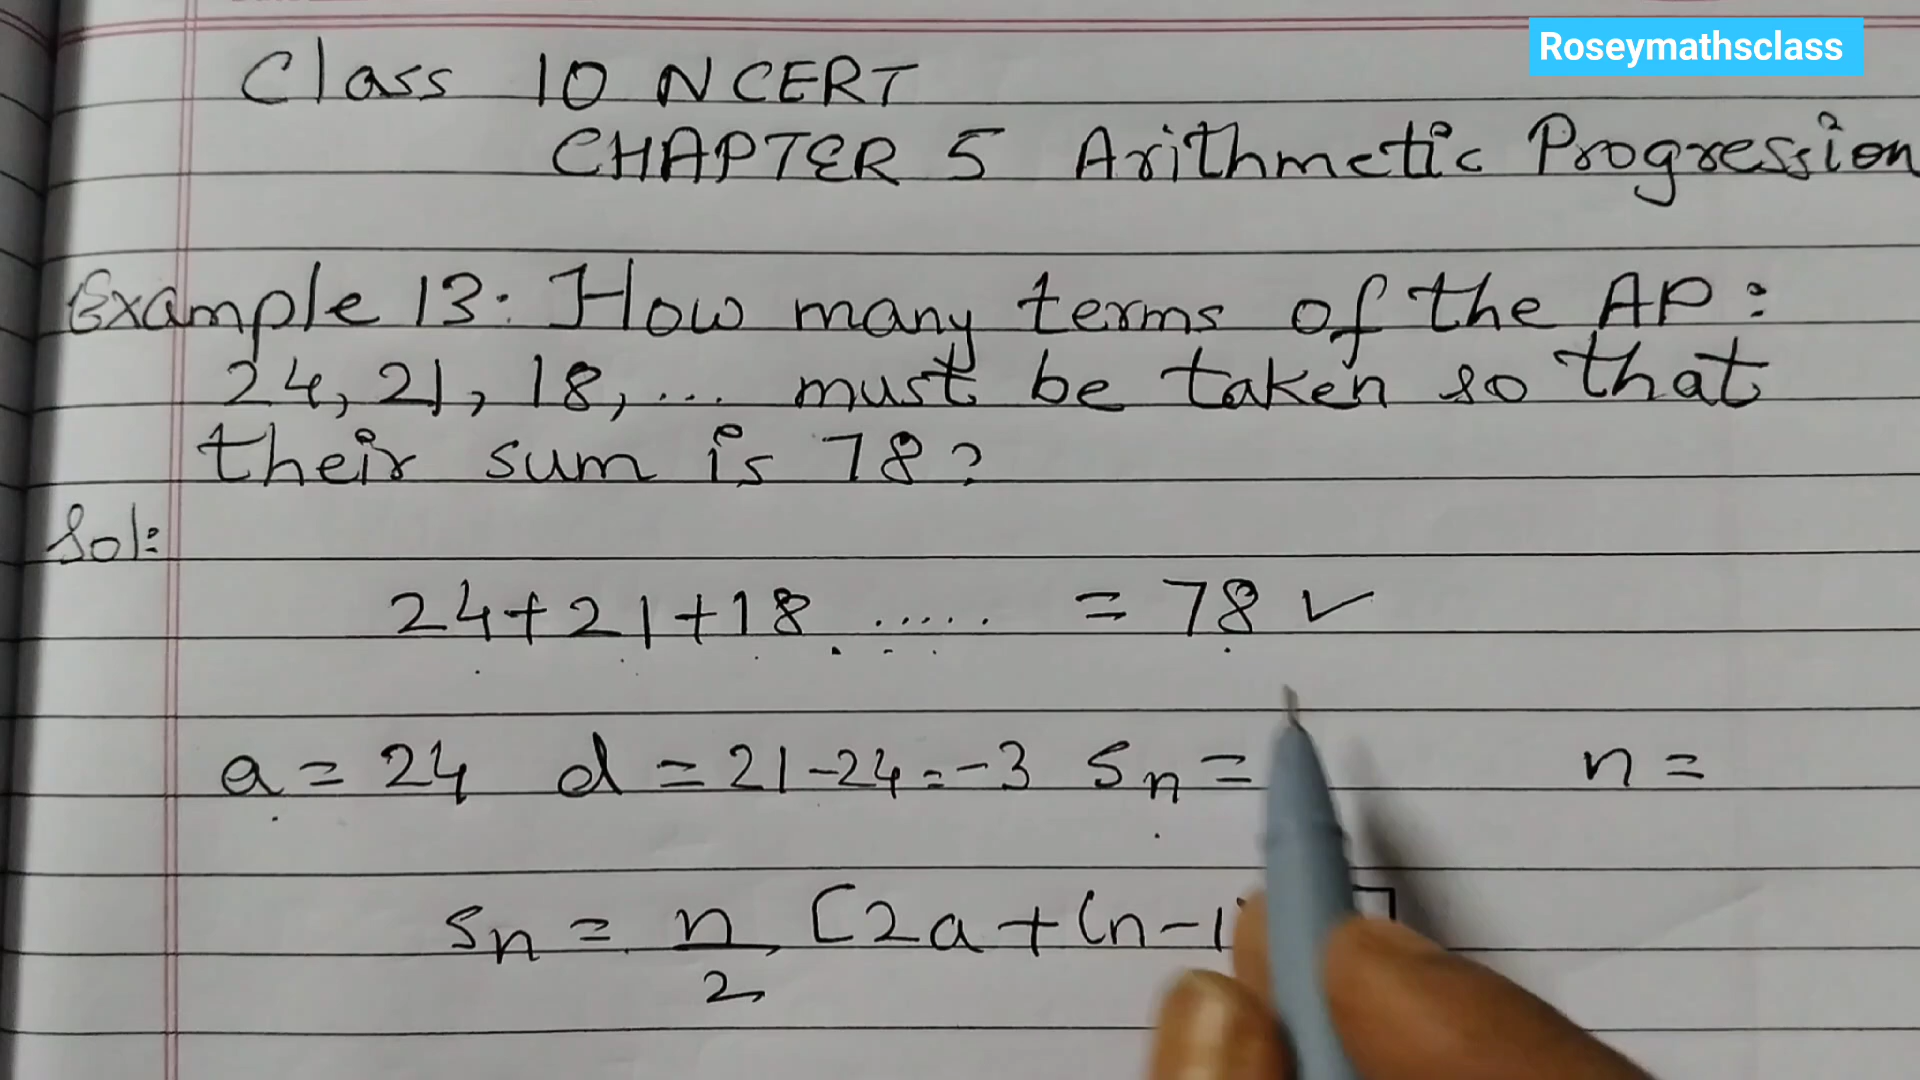 Roseymathsclass
Class 10 NCERT
CHAPTER 5 Arithmetic Progression
Example 13: How many terms of the AP:
24, 21, 18, ... must be taken so that
their sum is 78?
Sol:
24+21+18 ..... = 78 ✓
a = 24 d = 21-24=-3 Sn = n =
Sn = n/2 [2a+(n-1) ]